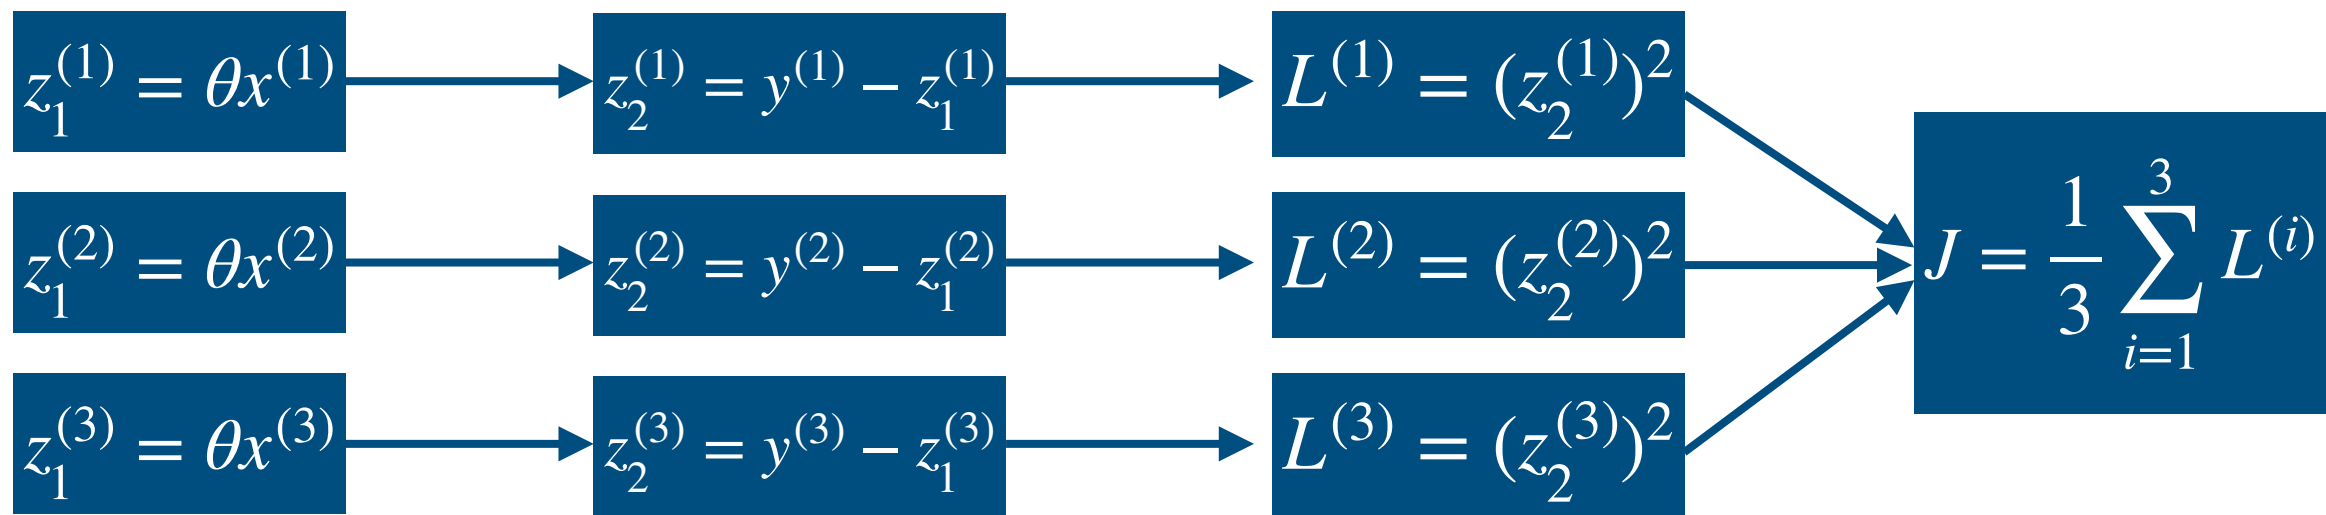 z_1^{(1)} = θx^{(1)}
z_2^{(1)} = y^{(1)} − z_1^{(1)}
L^{(1)} = (z_2^{(1)})^2
z_1^{(2)} = θx^{(2)}
z_2^{(2)} = y^{(2)} − z_1^{(2)}
L^{(2)} = (z_2^{(2)})^2
z_1^{(3)} = θx^{(3)}
z_2^{(3)} = y^{(3)} − z_1^{(3)}
L^{(3)} = (z_2^{(3)})^2
J = \frac{1}{3} \sum_{i=1}^{3} L^{(i)}